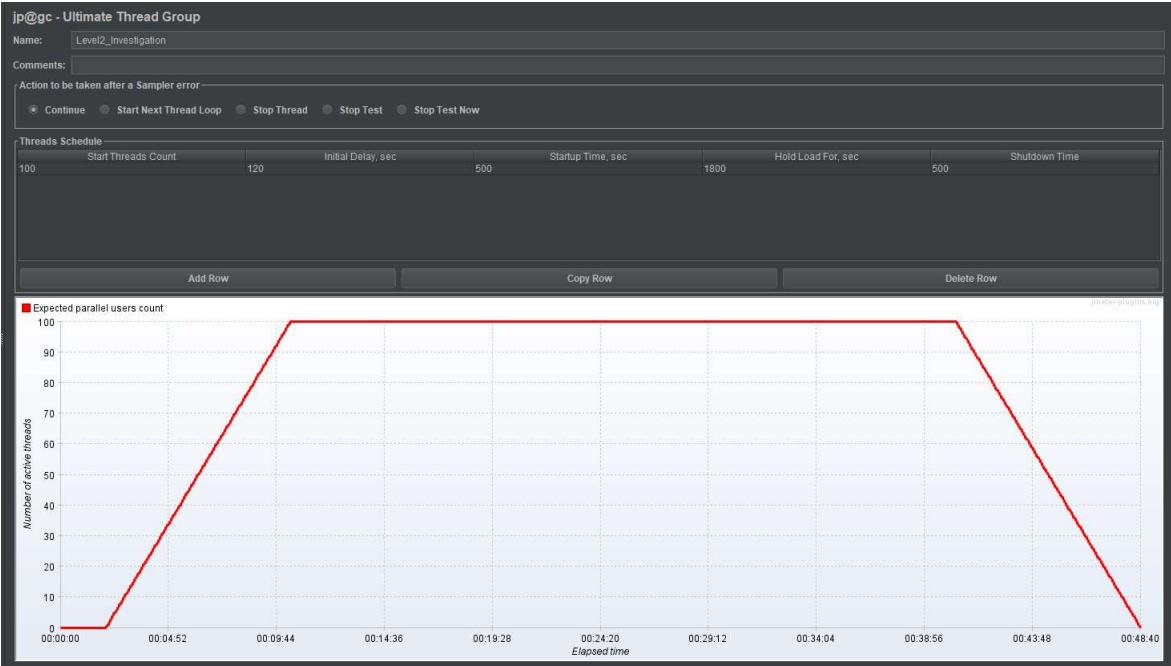 jp@gc - Ultimate Thread Group
Name: Level2_Investigation
Comments:
Action to be taken after a Sampler error
Continue Start Next Thread Loop Stop Thread Stop Test Stop Test Now
Threads Schedule
Start Threads Count Initial Delay, sec Startup Time, sec Hold Load For, sec Shutdown Time
100 120 500 1800 500
Add Row Copy Row Delete Row
Expected parallel users count
jmeter-plugins.org
100
90
80
70
60
50
40
30
20
10
0
Number of active threads
00:00:00 00:04:52 00:09:44 00:14:36 00:19:28 00:24:20 00:29:12 00:34:04 00:38:56 00:43:48 00:48:40
Elapsed time